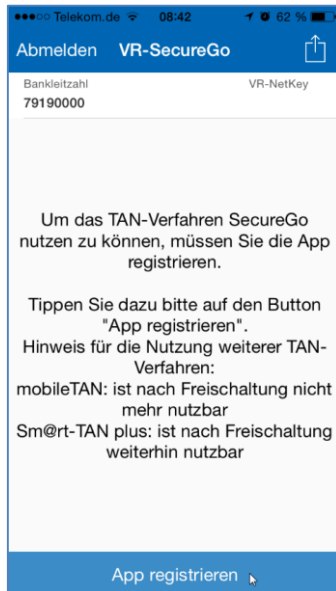 Telekom.de 08:42 62 %
Abmelden VR-SecureGo
Bankleitzahl VR-NetKey
79190000
Um das TAN-Verfahren SecureGo
nutzen zu können, müssen Sie die App
registrieren.
Tippen Sie dazu bitte auf den Button
"App registrieren".
Hinweis für die Nutzung weiterer TAN-
Verfahren:
mobileTAN: ist nach Freischaltung nicht
mehr nutzbar
Sm@rt-TAN plus: ist nach Freischaltung
weiterhin nutzbar
App registrieren